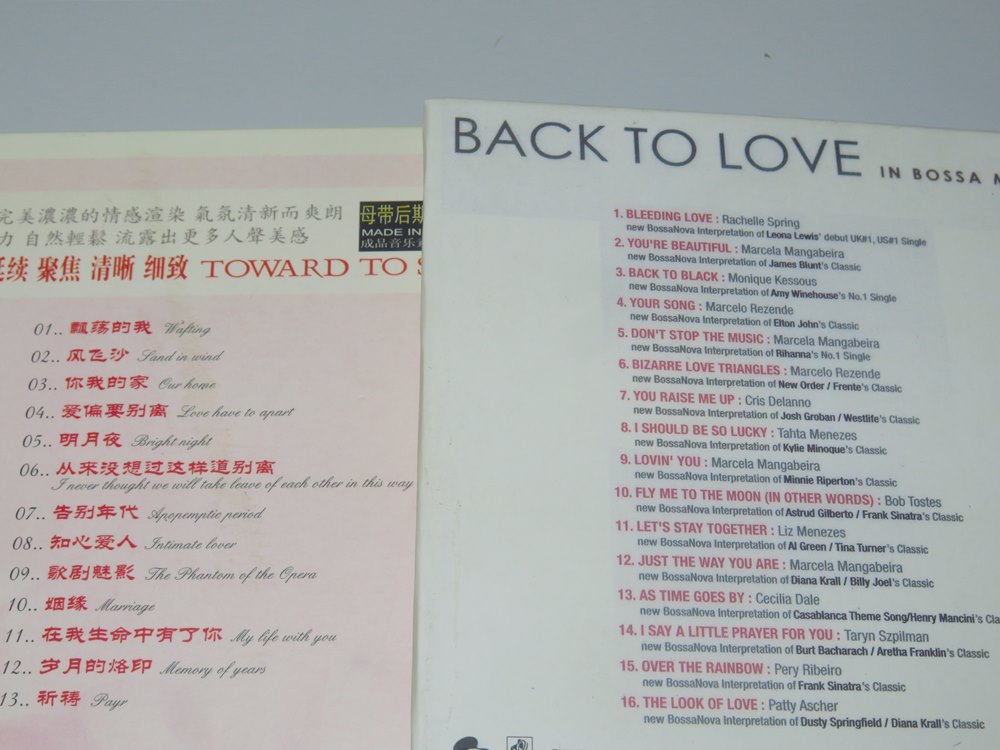 完美濃濃的情感渲染 氣氛清新而爽朗
力 自然輕鬆 流露出更多人聲美感
母带后期
MADE IN
成品音乐
延续 聚焦 清晰 细致 TOWARD TO
01.. 飘荡的我 Wafting
02.. 风飞沙 Sand in wind
03.. 你我的家 Our home
04.. 爱偏要别离 Love have to apart
05.. 明月夜 Bright night
06.. 从来没想过这样道别离
I never thought we will take leave of each other in this way
07.. 告别年代 Apopemptic period
08.. 知心爱人 Intimate lover
09.. 歌剧魅影 The Phantom of the Opera
10.. 姻缘 Marriage
11.. 在我生命中有了你 My life with you
12.. 岁月的烙印 Memory of years
13.. 祈祷 Payr
BACK TO LOVE IN BOSSA
1. BLEEDING LOVE : Rachelle Spring
new BossaNova Interpretation of Leona Lewis' debut UK#1, US#1 Single
2. YOU'RE BEAUTIFUL : Marcela Mangabeira
new BossaNova Interpretation of James Blunt's Classic
3. BACK TO BLACK : Monique Kessous
new BossaNova Interpretation of Amy Winehouse's No.1 Single
4. YOUR SONG : Marcelo Rezende
new BossaNova Interpretation of Elton John's Classic
5. DON'T STOP THE MUSIC : Marcela Mangabeira
new BossaNova Interpretation of Rihanna's No.1 Single
6. BIZARRE LOVE TRIANGLES : Marcelo Rezende
new BossaNova Interpretation of New Order / Frente's Classic
7. YOU RAISE ME UP : Cris Delanno
new BossaNova Interpretation of Josh Groban / Westlife's Classic
8. I SHOULD BE SO LUCKY : Tahta Menezes
new BossaNova Interpretation of Kylie Minoque's Classic
9. LOVIN' YOU : Marcela Mangabeira
new BossaNova Interpretation of Minnie Riperton's Classic
10. FLY ME TO THE MOON (IN OTHER WORDS) : Bob Tostes
new BossaNova Interpretation of Astrud Gilberto / Frank Sinatra's Classic
11. LET'S STAY TOGETHER : Liz Menezes
new BossaNova Interpretation of Al Green / Tina Turner's Classic
12. JUST THE WAY YOU ARE : Marcela Mangabeira
new BossaNova Interpretation of Diana Krall / Billy Joel's Classic
13. AS TIME GOES BY : Cecilia Dale
new BossaNova Interpretation of Casablanca Theme Song/Henry Mancini's Cla
14. I SAY A LITTLE PRAYER FOR YOU : Taryn Szpilman
new BossaNova Interpretation of Burt Bacharach / Aretha Franklin's Classic
15. OVER THE RAINBOW : Pery Ribeiro
new BossaNova Interpretation of Frank Sinatra's Classic
16. THE LOOK OF LOVE : Patty Ascher
new BossaNova Interpretation of Dusty Springfield / Diana Krall's Classic